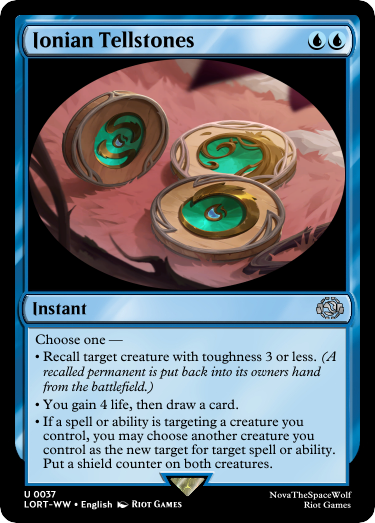 Ionian Tellstones
Instant
Choose one —
• Recall target creature with toughness 3 or less. (A
recalled permanent is put back into its owners hand
from the battlefield.)
• You gain 4 life, then draw a card.
• If a spell or ability is targeting a creature you
control, you may choose another creature you
control as the new target for target spell or ability.
Put a shield counter on both creatures.
U 0037
LORT-WW • English RIOT GAMES
NovaTheSpaceWolf
Riot Games